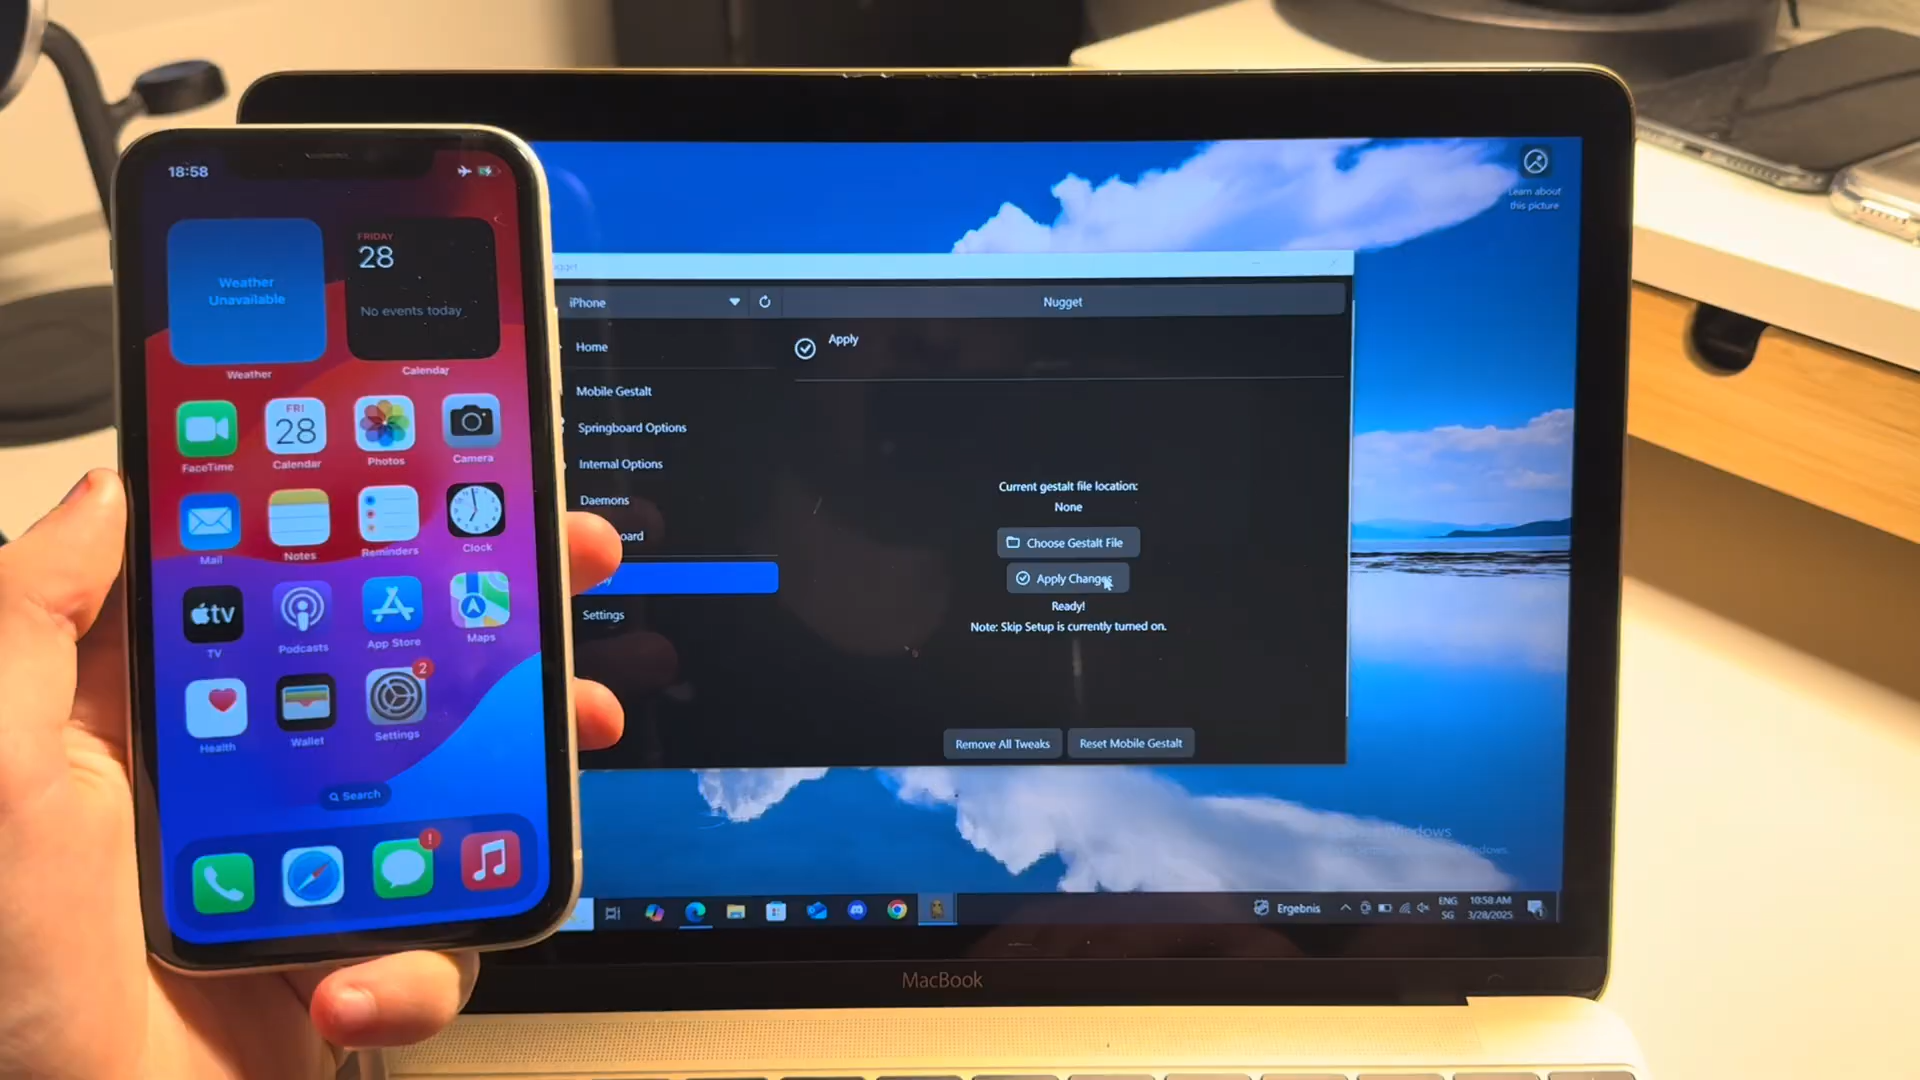 18:58
Weather
Unavailable
Weather
FRIDAY
28
No events today
Calendar
FaceTime
FRI
28
Calendar
Photos
Camera
Mail
Notes
Reminders
Clock
tv
TV
Podcasts
App Store
Maps
Health
Wallet
2
Settings
Search
!
Learn about
this picture
iPhone
Nugget
Home
Mobile Gestalt
Springboard Options
Internal Options
Daemons
oard
Settings
Apply
Current gestalt file location:
None
Choose Gestalt File
Apply Changes
Ready!
Note: Skip Setup is currently turned on.
Remove All Tweaks
Reset Mobile Gestalt
Windows
Windows.
Ergebnis
ENG
SG
10:58 AM
3/28/2025
MacBook